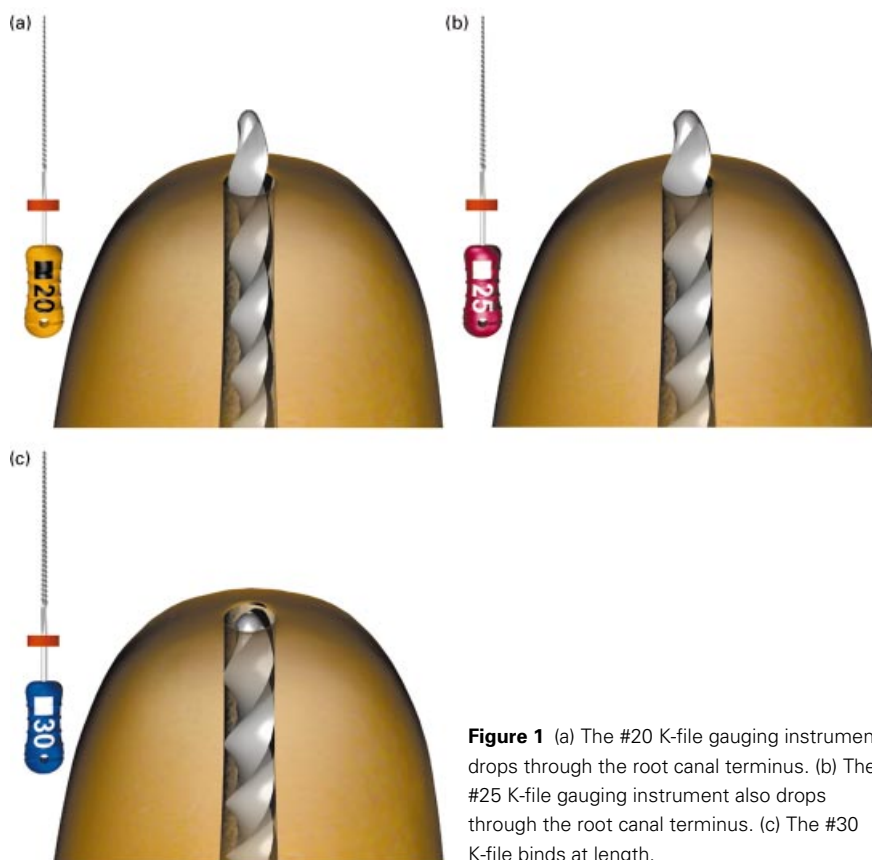 (a)
20
(b)
25
(c)
30
Figure 1 (a) The #20 K-file gauging instrument
drops through the root canal terminus. (b) The
#25 K-file gauging instrument also drops
through the root canal terminus. (c) The #30
K-file binds at length.